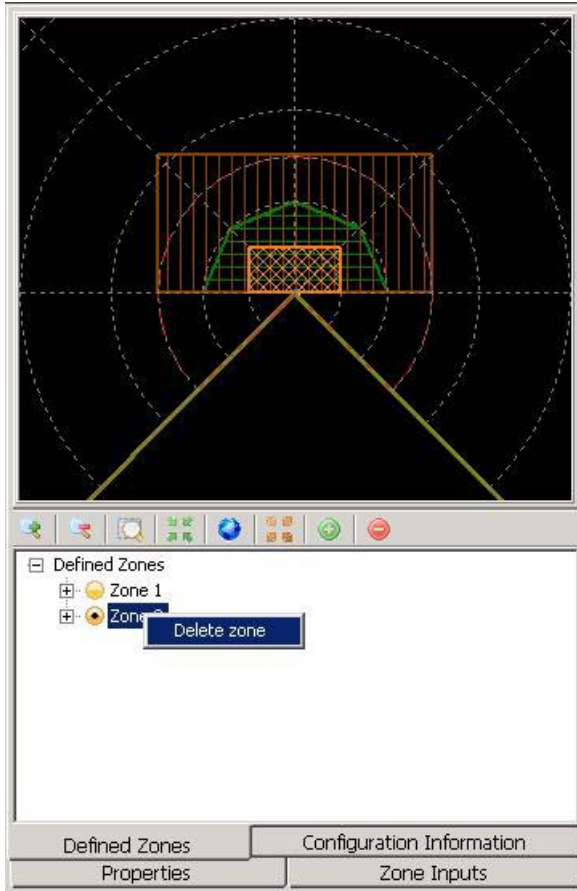 Defined Zones
Zone 1
Zone
Delete zone
Defined Zones
Configuration Information
Properties
Zone Inputs